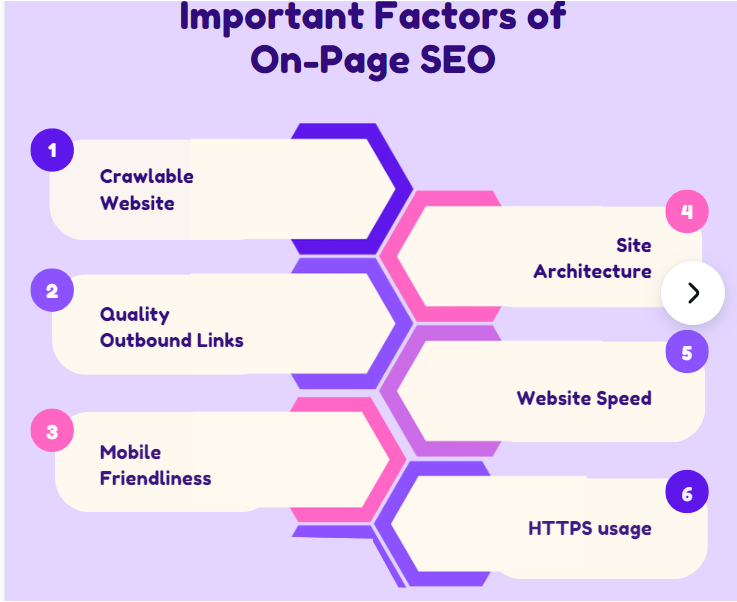 Important Factors of
On-Page SEO
1
Crawlable
Website
2
Quality
Outbound Links
3
Mobile
Friendliness
4
Site
Architecture
5
Website Speed
6
HTTPS usage